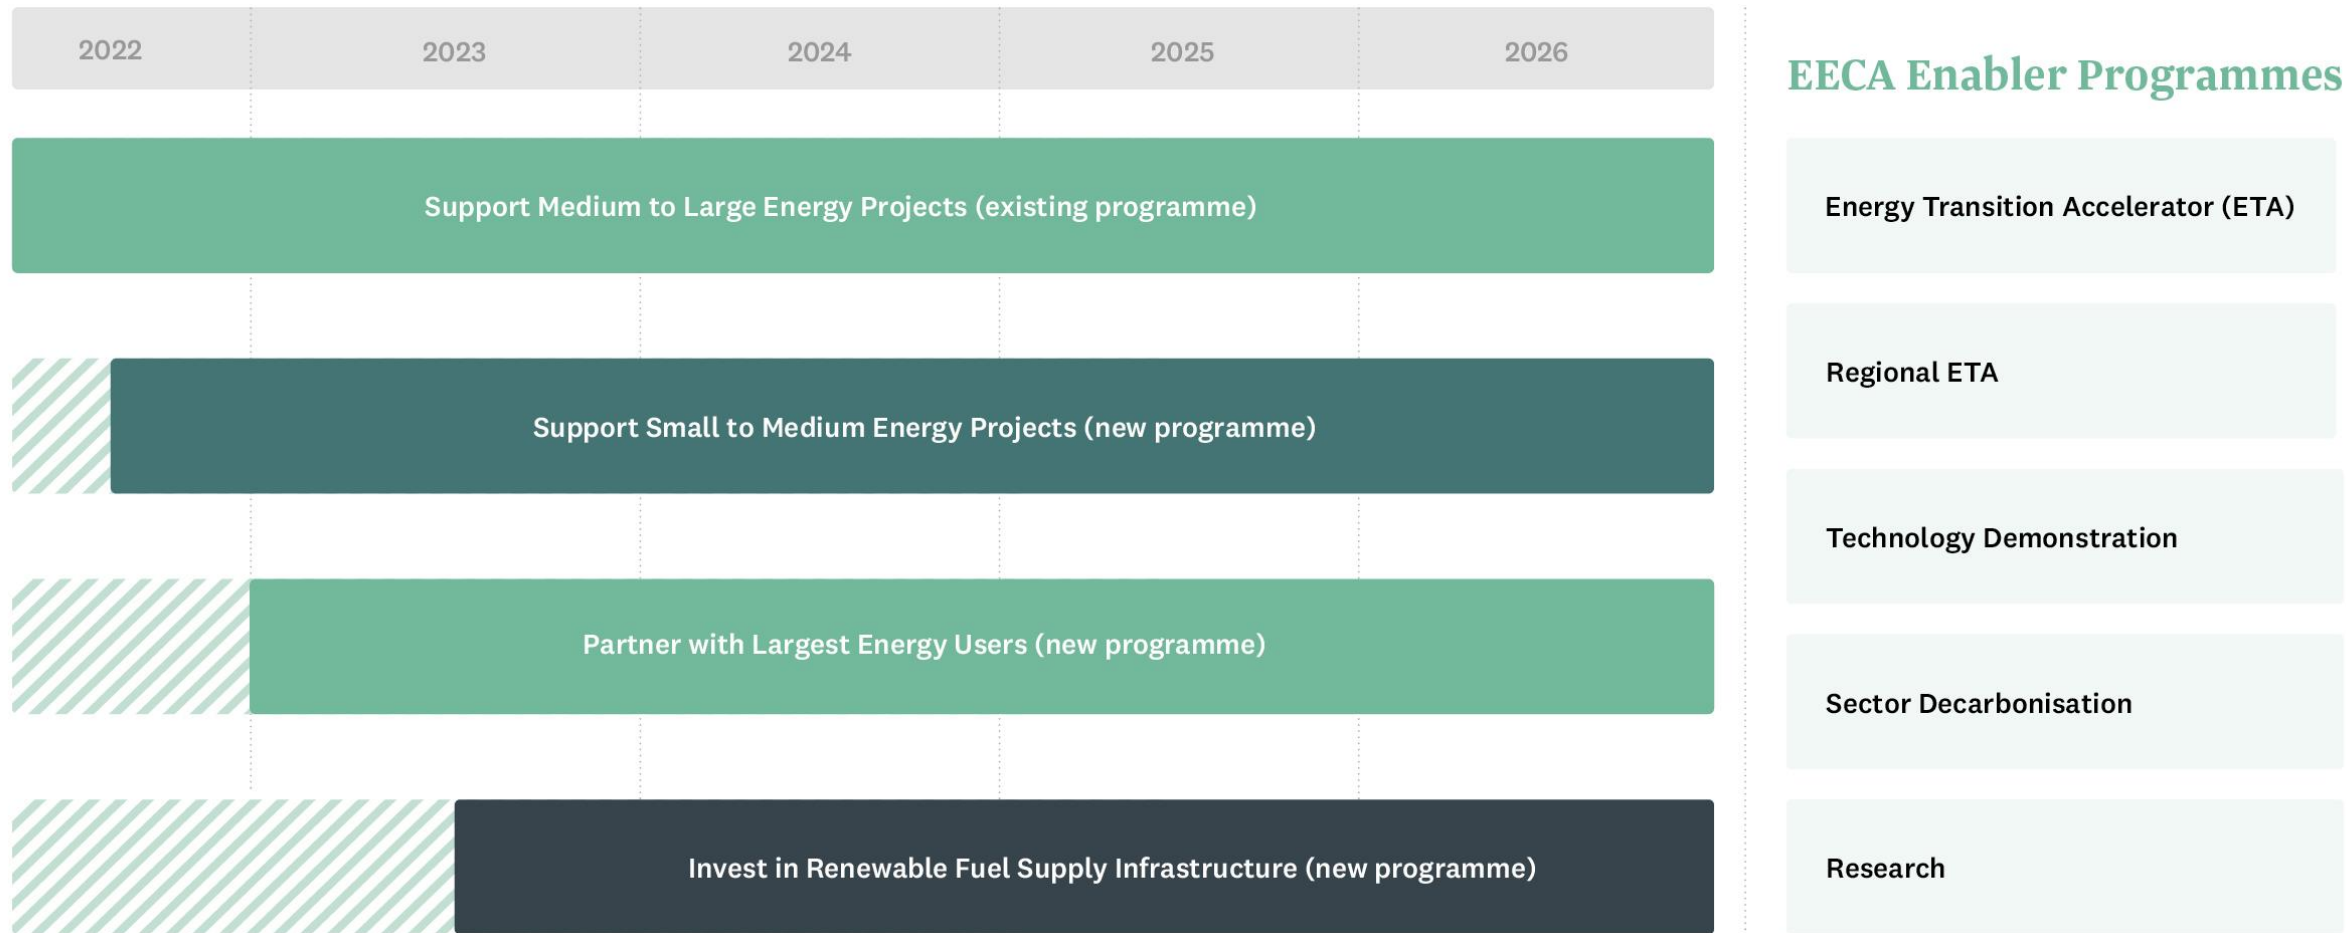 2022
2023
2024
2025
2026
Support Medium to Large Energy Projects (existing programme)
Support Small to Medium Energy Projects (new programme)
Partner with Largest Energy Users (new programme)
Invest in Renewable Fuel Supply Infrastructure (new programme)
EECA Enabler Programmes
Energy Transition Accelerator (ETA)
Regional ETA
Technology Demonstration
Sector Decarbonisation
Research